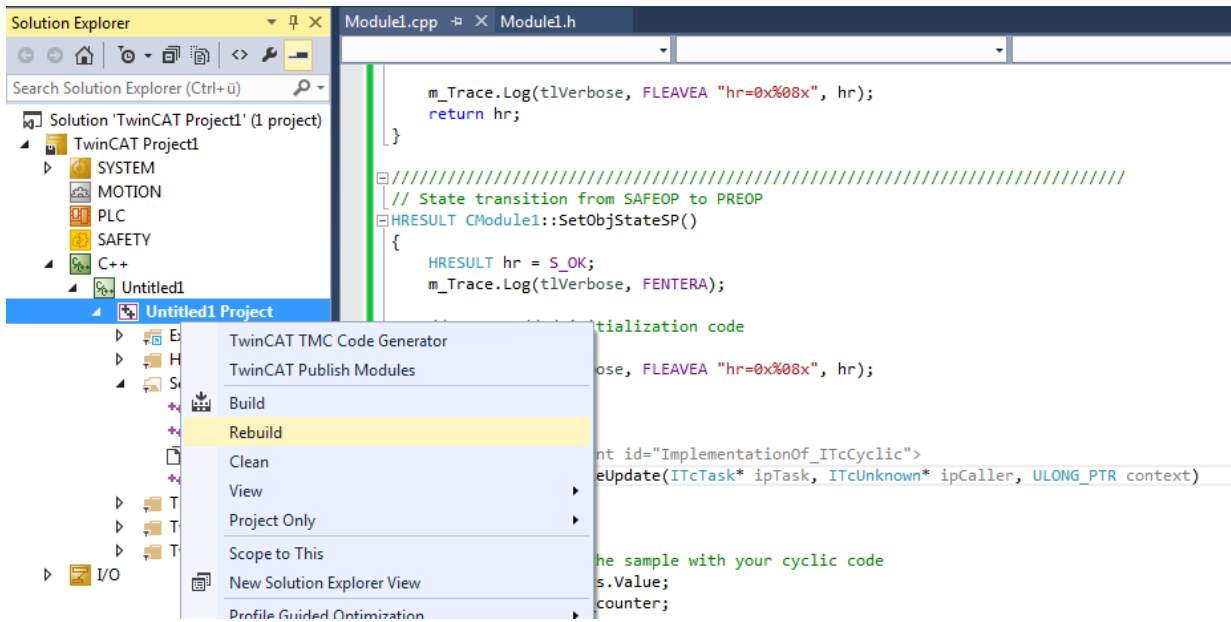 Solution Explorer
Search Solution Explorer (Ctrl+ü)
Solution 'TwinCAT Project1' (1 project)
TwinCAT Project1
SYSTEM
MOTION
PLC
SAFETY
C++
Untitled1
Untitled1 Project
TwinCAT TMC Code Generator
TwinCAT Publish Modules
Build
Rebuild
Clean
View
Project Only
Scope to This
New Solution Explorer View
Profile Guided Optimization
I/O
Module1.cpp
Module1.h
m_Trace.Log(tlVerbose, FLEAVEA "hr=0x%08x", hr);
return hr;
}
///////////////////////////////////////////////////////////////////////////////
// State transition from SAFEOP to PREOP
HRESULT CModule1::SetObjStateSP()
{
HRESULT hr = S_OK;
m_Trace.Log(tlVerbose, FENTERA);
tialization code
ose, FLEAVEA "hr=0x%08x", hr);
nt id="ImplementationOf_ITcCyclic">
eUpdate(ITcTask* ipTask, ITcUnknown* ipCaller, ULONG_PTR context)
he sample with your cyclic code
s.Value;
counter;